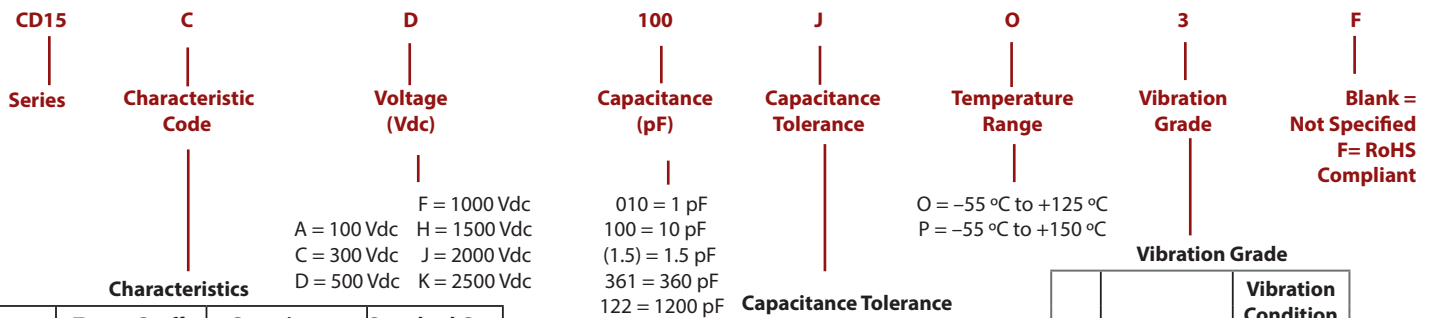 CD15 C D 100 J O 3 F
Series Characteristic Voltage Capacitance Capacitance Temperature Vibration Blank =
Code (Vdc) (pF) Tolerance Range Grade Not Specified
F= RoHS
Compliant
F = 1000 Vdc 010 = 1 pF O = –55 ºC to +125 ºC
A = 100 Vdc H = 1500 Vdc 100 = 10 pF P = –55 ºC to +150 ºC
C = 300 Vdc J = 2000 Vdc (1.5) = 1.5 pF Vibration Grade
Characteristics D = 500 Vdc K = 2500 Vdc 361 = 360 pF Vibration
122 = 1200 pF Capacitance Tolerance Condition